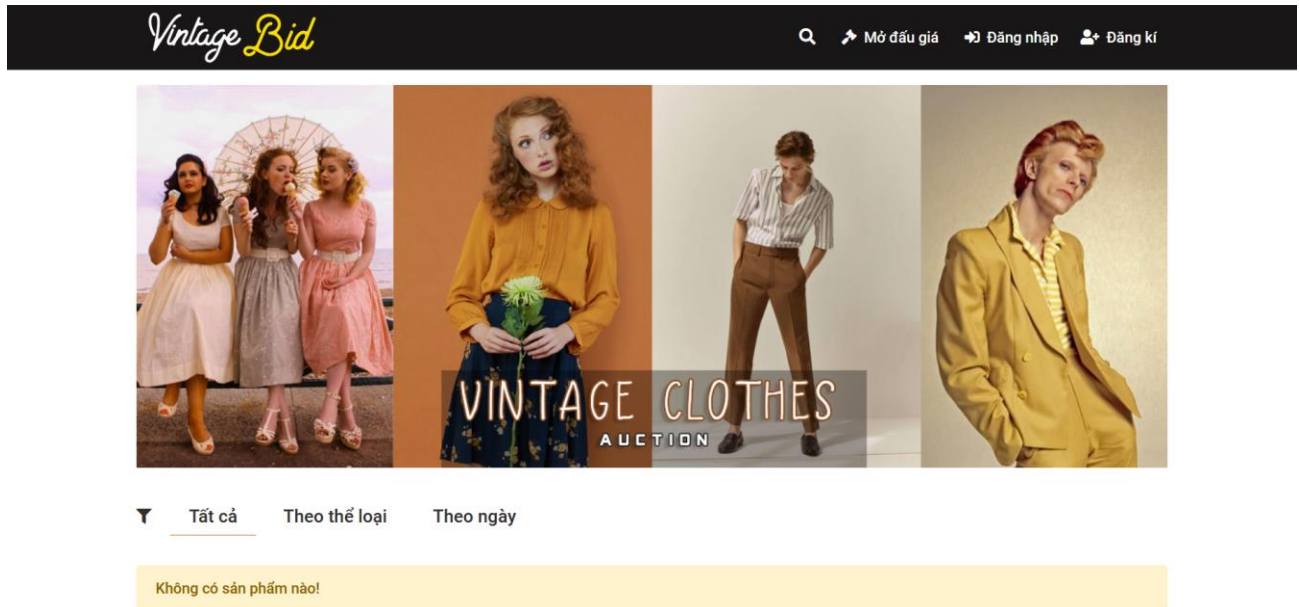 Vintage Bid
Mở đấu giá Đăng nhập Đăng kí
VINTAGE CLOTHES
AUCTION
Tất cả Theo thể loại Theo ngày
Không có sản phẩm nào!